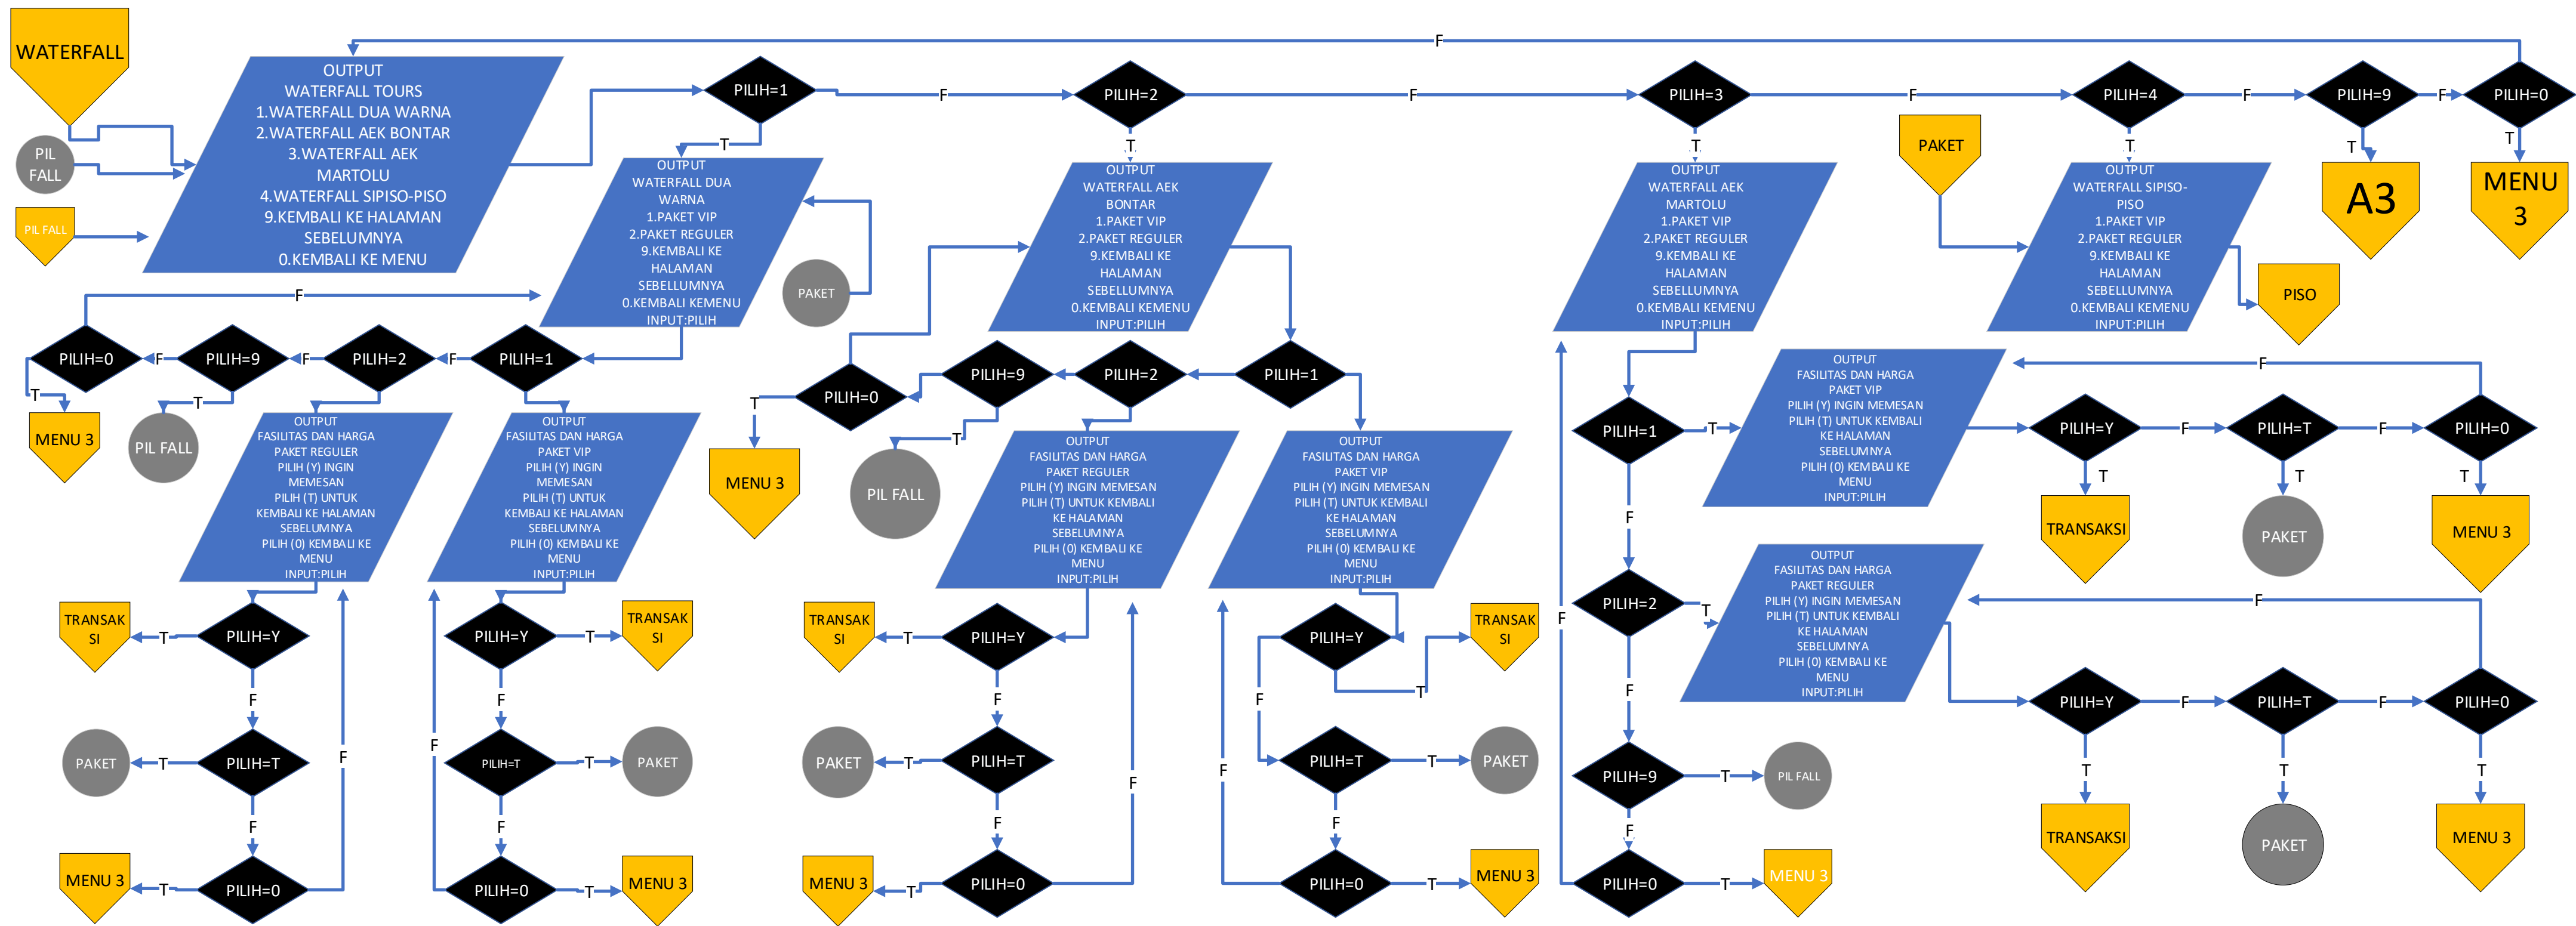 WATERFALL
PIL
FALL
PIL FALL
OUTPUT
WATERFALL TOURS
1.WATERFALL DUA WARNA
2.WATERFALL AEK BONTAR
3.WATERFALL AEK
MARTOLU
4.WATERFALL SIPISO-PISO
9.KEMBALI KE HALAMAN
SEBELUMNYA
0.KEMBALI KE MENU
F
PILIH=1
F
PILIH=2
F
PILIH=3
F
PILIH=4
F
PILIH=9
F
PILIH=0
T
T
T
T
T
T
OUTPUT
WATERFALL DUA
WARNA
1.PAKET VIP
2.PAKET REGULER
9.KEMBALI KE
HALAMAN
SEBELLUMNYA
0.KEMBALI KEMENU
INPUT:PILIH
PAKET
OUTPUT
WATERFALL AEK
BONTAR
1.PAKET VIP
2.PAKET REGULER
9.KEMBALI KE
HALAMAN
SEBELLUMNYA
0.KEMBALI KEMENU
INPUT:PILIH
OUTPUT
WATERFALL AEK
MARTOLU
1.PAKET VIP
2.PAKET REGULER
9.KEMBALI KE
HALAMAN
SEBELLUMNYA
0.KEMBALI KEMENU
INPUT:PILIH
PAKET
OUTPUT
WATERFALL SIPISO-
PISO
1.PAKET VIP
2.PAKET REGULER
9.KEMBALI KE
HALAMAN
SEBELLUMNYA
0.KEMBALI KEMENU
INPUT:PILIH
PISO
A3
MENU
3
F
PILIH=0
F
PILIH=9
F
PILIH=2
F
PILIH=1
T
MENU 3
T
PIL FALL
OUTPUT
FASILITAS DAN HARGA
PAKET REGULER
PILIH (Y) INGIN
MEMESAN
PILIH (T) UNTUK
KEMBALI KE HALAMAN
SEBELUMNYA
PILIH (0) KEMBALI KE
MENU
INPUT:PILIH
OUTPUT
FASILITAS DAN HARGA
PAKET VIP
PILIH (Y) INGIN
MEMESAN
PILIH (T) UNTUK
KEMBALI KE HALAMAN
SEBELUMNYA
PILIH (0) KEMBALI KE
MENU
INPUT:PILIH
TRANSAK
SI
T
PILIH=Y
F
PAKET
T
PILIH=T
F
F
MENU 3
T
PILIH=0
PILIH=Y
T
TRANSAK
SI
F
F
PILIH=T
T
PAKET
F
PILIH=0
T
MENU 3
PILIH=0
PILIH=9
PILIH=2
PILIH=1
T
MENU 3
T
PIL FALL
OUTPUT
FASILITAS DAN HARGA
PAKET REGULER
PILIH (Y) INGIN MEMESAN
PILIH (T) UNTUK KEMBALI
KE HALAMAN
SEBELUMNYA
PILIH (0) KEMBALI KE
MENU
INPUT:PILIH
OUTPUT
FASILITAS DAN HARGA
PAKET VIP
PILIH (Y) INGIN MEMESAN
PILIH (T) UNTUK KEMBALI
KE HALAMAN
SEBELUMNYA
PILIH (0) KEMBALI KE
MENU
INPUT:PILIH
TRANSAK
SI
T
PILIH=Y
F
PAKET
T
PILIH=T
F
F
MENU 3
T
PILIH=0
PILIH=Y
T
TRANSAK
SI
F
F
PILIH=T
T
PAKET
F
PILIH=0
T
MENU 3
PILIH=1
T
F
PILIH=2
T
F
F
PILIH=9
T
PIL FALL
F
PILIH=0
T
MENU 3
OUTPUT
FASILITAS DAN HARGA
PAKET VIP
PILIH (Y) INGIN MEMESAN
PILIH (T) UNTUK KEMBALI
KE HALAMAN
SEBELUMNYA
PILIH (0) KEMBALI KE
MENU
INPUT:PILIH
F
PILIH=Y
F
PILIH=T
F
PILIH=0
T
T
T
TRANSAKSI
PAKET
MENU 3
OUTPUT
FASILITAS DAN HARGA
PAKET REGULER
PILIH (Y) INGIN MEMESAN
PILIH (T) UNTUK KEMBALI
KE HALAMAN
SEBELUMNYA
PILIH (0) KEMBALI KE
MENU
INPUT:PILIH
F
PILIH=Y
F
PILIH=T
F
PILIH=0
T
T
T
TRANSAKSI
PAKET
MENU 3